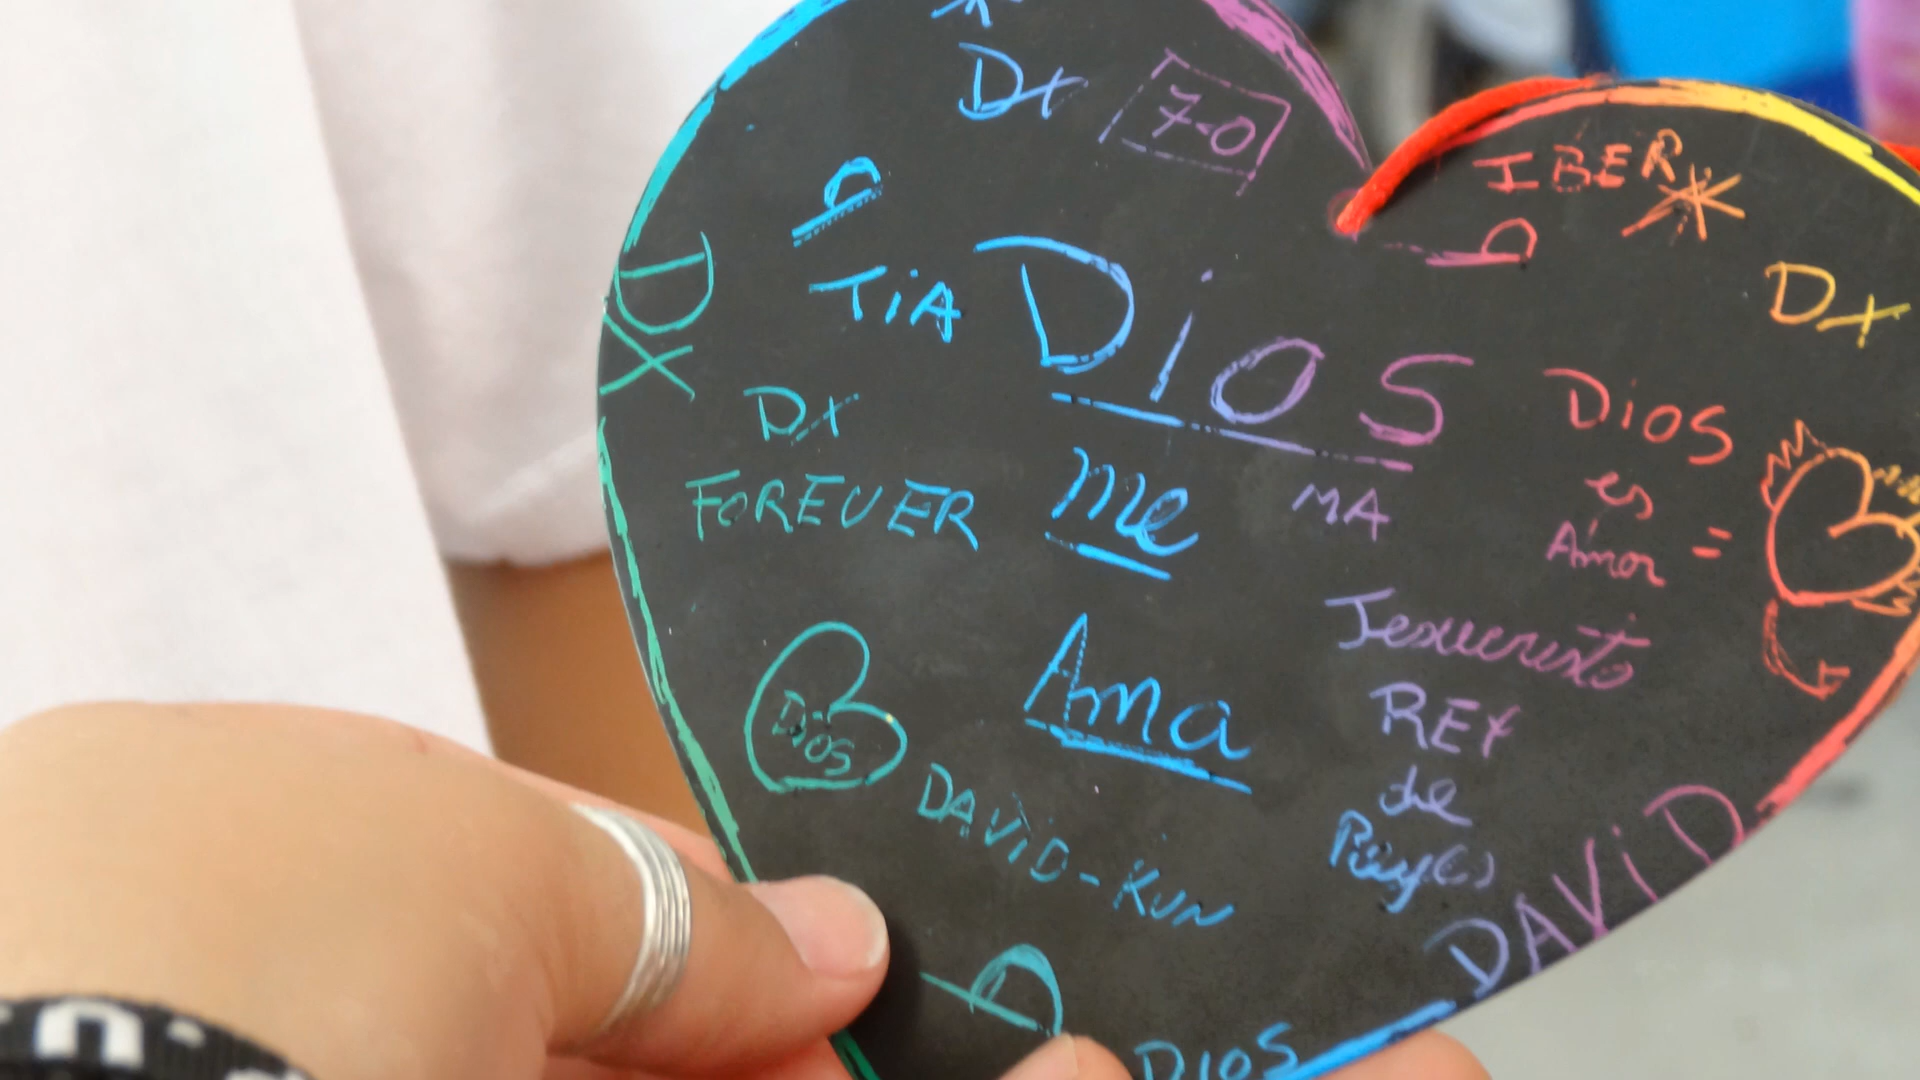 Dx
7-0
IBER
Dx
TiA
DiOS
DX
Dx
FOREVER
me
MA
DiOS
es
Amor =
Jesucristo
REY
de
Reyes
Ama
DiOS
DAViD-KUN
DAViD
DIOS